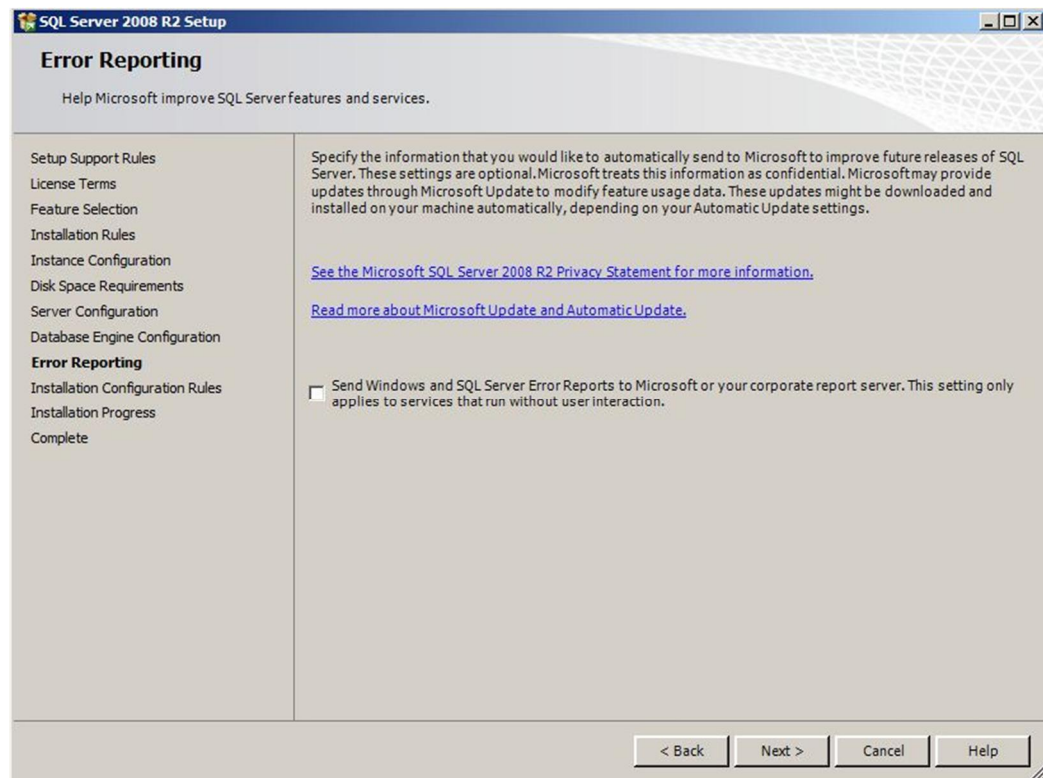 SQL Server 2008 R2 Setup
Error Reporting
Help Microsoft improve SQL Server features and services.
Setup Support Rules
License Terms
Feature Selection
Installation Rules
Instance Configuration
Disk Space Requirements
Server Configuration
Database Engine Configuration
Error Reporting
Installation Configuration Rules
Installation Progress
Complete
Specify the information that you would like to automatically send to Microsoft to improve future releases of SQL
Server. These settings are optional. Microsoft treats this information as confidential. Microsoft may provide
updates through Microsoft Update to modify feature usage data. These updates might be downloaded and
installed on your machine automatically, depending on your Automatic Update settings.
See the Microsoft SQL Server 2008 R2 Privacy Statement for more information.
Read more about Microsoft Update and Automatic Update.
Send Windows and SQL Server Error Reports to Microsoft or your corporate report server. This setting only
applies to services that run without user interaction.
< Back
Next >
Cancel
Help